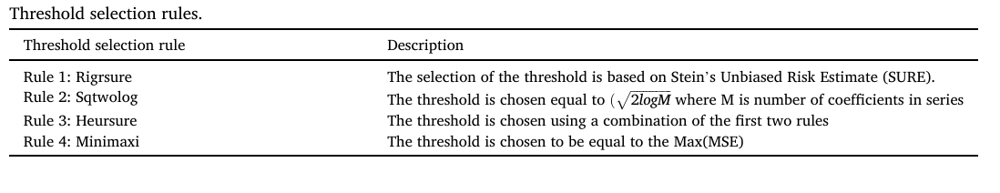 Threshold selection rules.
Threshold selection rule Description
Rule 1: Rigrsure The selection of the threshold is based on Stein's Unbiased Risk Estimate (SURE).
Rule 2: Sqtwolog The threshold is chosen equal to (√2logM where M is number of coefficients in series
Rule 3: Heursure The threshold is chosen using a combination of the first two rules
Rule 4: Minimaxi The threshold is chosen to be equal to the Max(MSE)